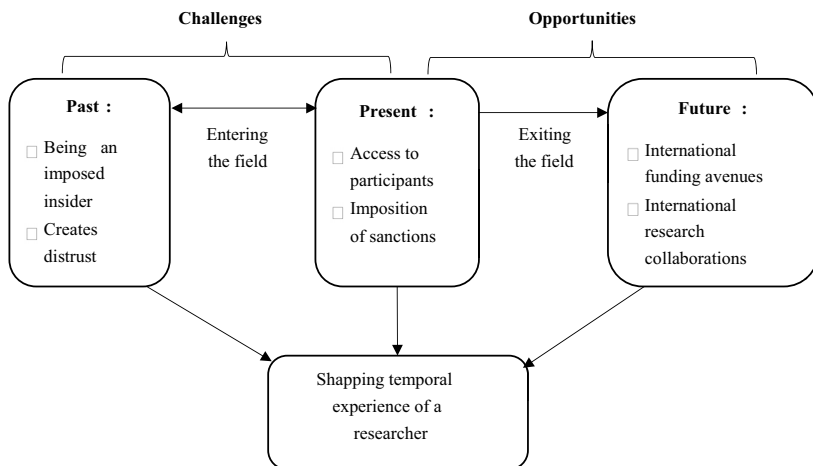 Challenges
Opportunities
Past :
Being an
imposed
insider
Creates
distrust
Entering
the field
Present :
Access to
participants
Imposition
of sanctions
Exiting
the field
Future :
International
funding avenues
International
research
collaborations
Shapping temporal
experience of a
researcher